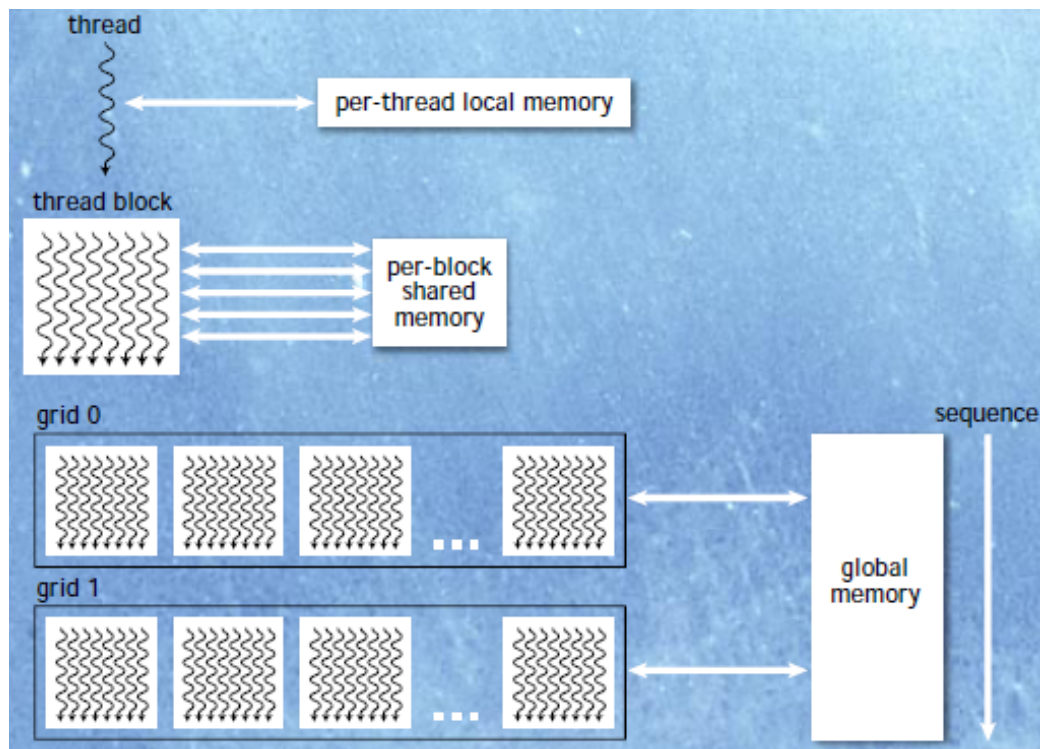 thread
per-thread local memory
thread block
per-block
shared
memory
grid 0
sequence
...
global
memory
grid 1
...